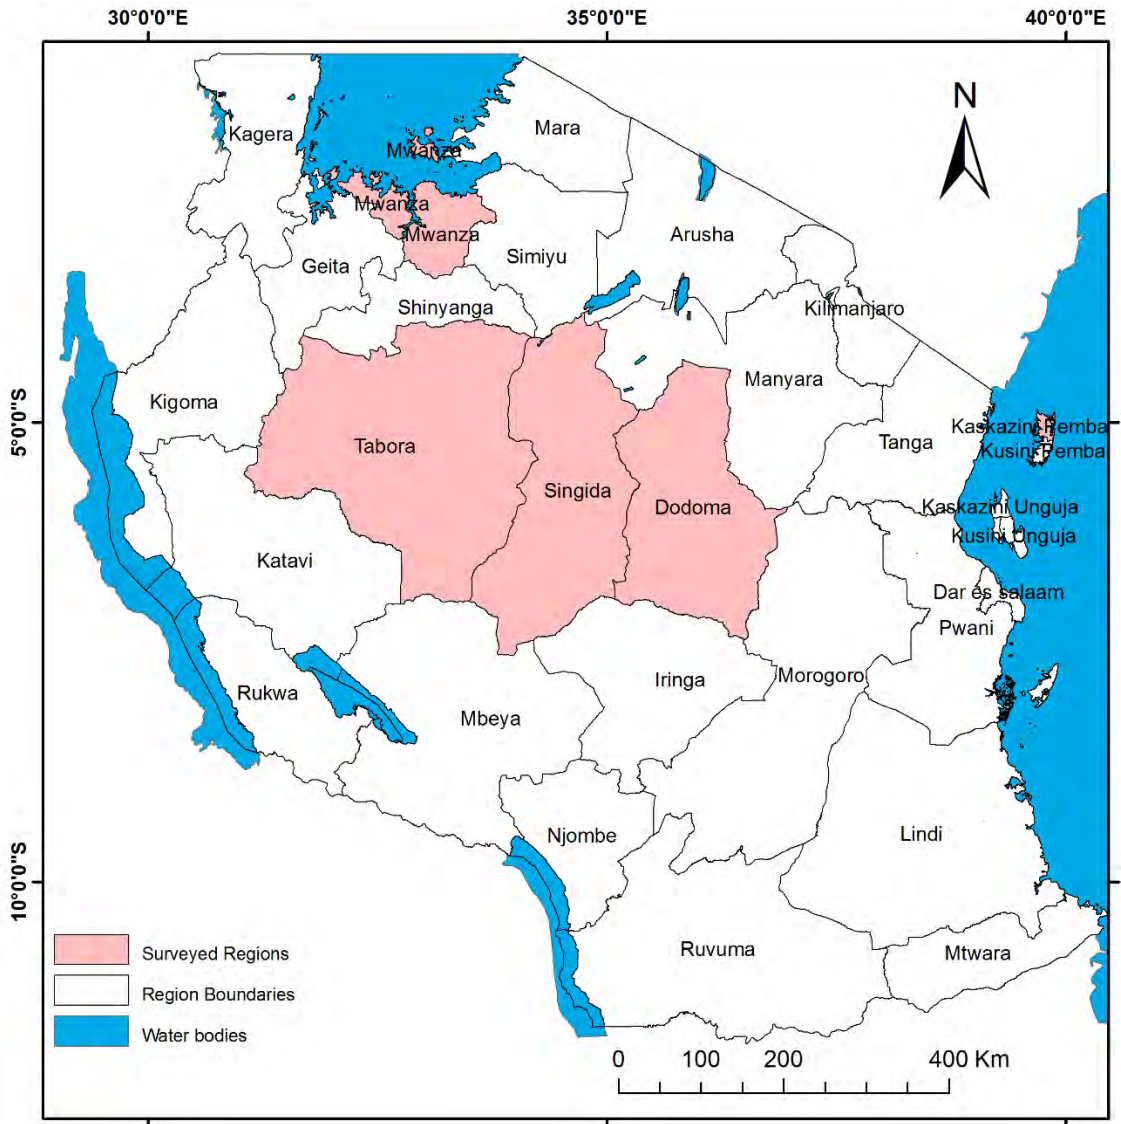 30°0'0"E
35°0'0"E
40°0'0"E
N
Mara
Kagera
Mwanza
Mwanza
Mwanza
Arusha
Simiyu
Geita
Shinyanga
Kilimanjaro
Manyara
Kigoma
5°0'0"S
Kaskazini Pemba
Tanga
Tabora
Kusini Pemba
Singida
Dodoma
Kaskazini Unguja
Kusini Unguja
Katavi
Dar es salaam
Pwani
Iringa
Morogoro
Rukwa
Mbeya
Njombe
Lindi
10°0'0"S
Ruvuma
Mtwara
Surveyed Regions
Region Boundaries
Water bodies
0 100 200 400 Km